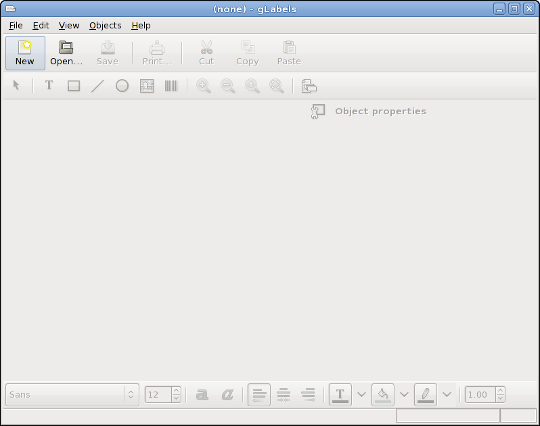 (none) - gLabels
File Edit View Objects Help
New Open... Save Print... Cut Copy Paste
T
Object properties
Sans 12 a a T 1.00